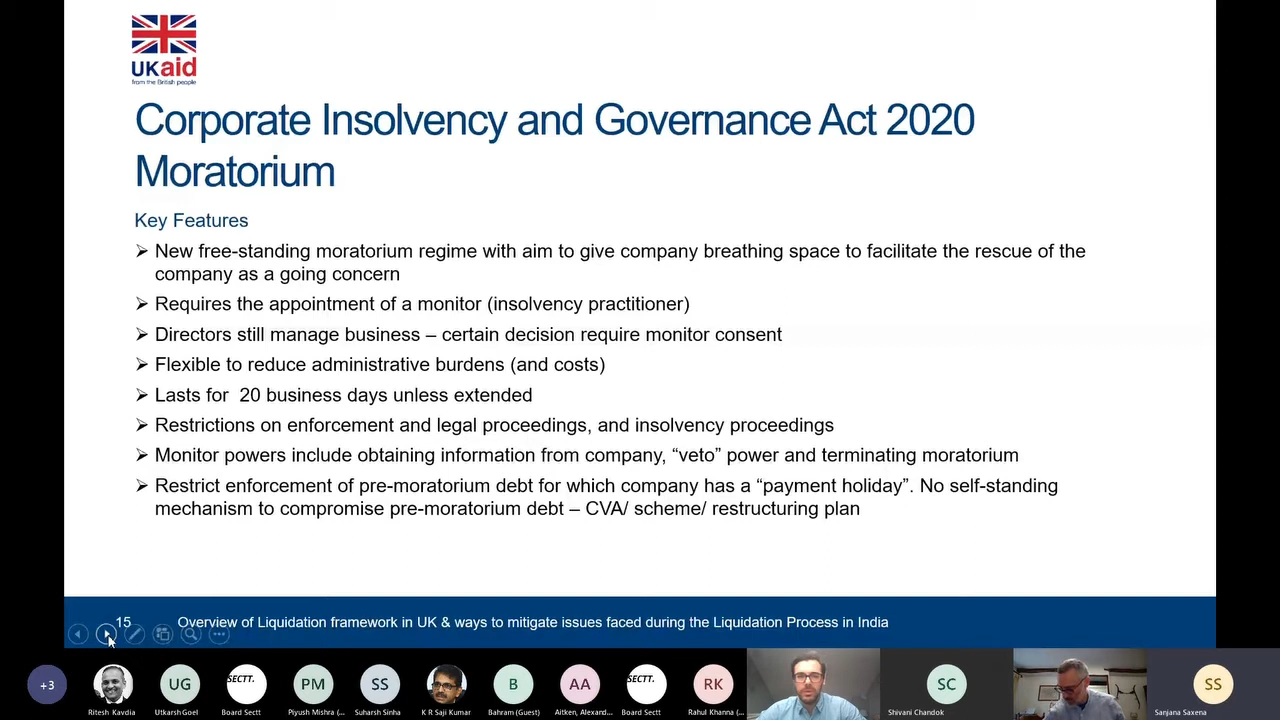 UKaid
from the British people
Corporate Insolvency and Governance Act 2020
Moratorium
Key Features
➢ New free-standing moratorium regime with aim to give company breathing space to facilitate the rescue of the
company as a going concern
➢ Requires the appointment of a monitor (insolvency practitioner)
➢ Directors still manage business – certain decision require monitor consent
➢ Flexible to reduce administrative burdens (and costs)
➢ Lasts for  20 business days unless extended
➢ Restrictions on enforcement and legal proceedings, and insolvency proceedings
➢ Monitor powers include obtaining information from company, “veto” power and terminating moratorium
➢ Restrict enforcement of pre-moratorium debt for which company has a “payment holiday”. No self-standing
mechanism to compromise pre-moratorium debt – CVA/ scheme/ restructuring plan
15 Overview of Liquidation framework in UK & ways to mitigate issues faced during the Liquidation Process in India
+3 UG SECTT. PM SS B AA SECTT. RK SC SS
Ritesh Kavdia Utkarsh Goel Board Sectt Piyush Mishra (... Suharsh Sinha K R Saji Kumar Bahram (Guest) Aitken, Alexand... Board Sectt Rahul Khanna (... Shivani Chandok Sanjana Saxena